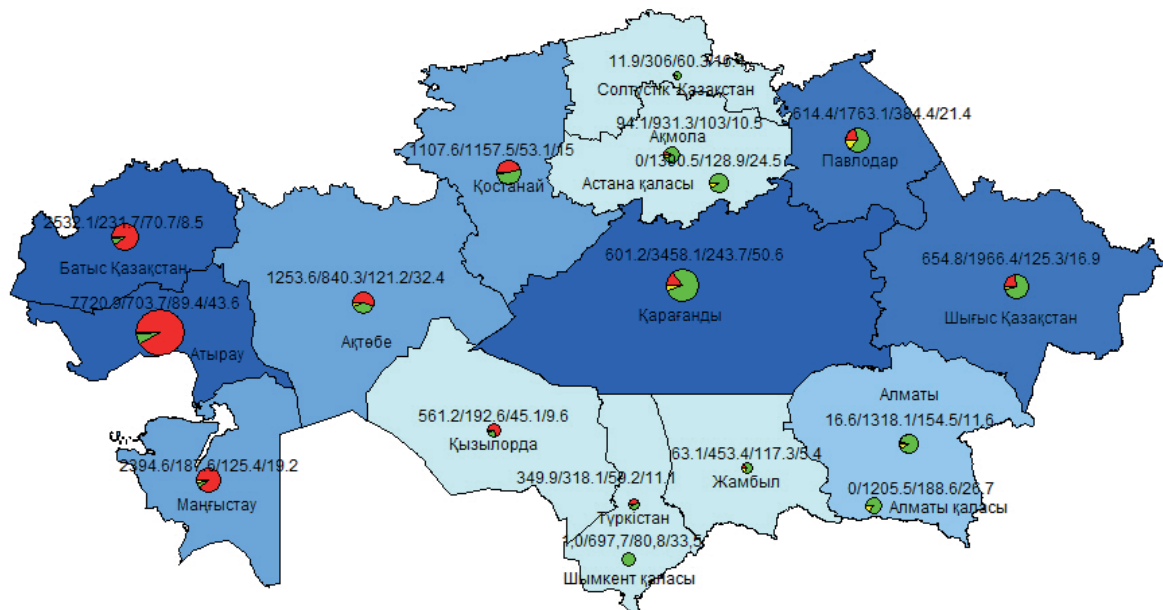 11.9/306/60.3/16.4
Солтүстік Қазақстан
94.1/931.3/103/10.5
Ақмола
0/1300.5/128.9/24.5
Астана қаласы
614.4/1763.1/384.4/21.4
Павлодар
1107.6/1157.5/53.1/15
Қостанай
2532.1/231.7/70.7/8.5
Батыс Қазақстан
7720.9/703.7/89.4/43.6
Атырау
1253.6/840.3/121.2/32.4
Ақтөбе
601.2/3458.1/243.7/50.6
Қарағанды
654.8/1966.4/125.3/16.9
Шығыс Қазақстан
2394.6/187.6/125.4/19.2
Маңғыстау
561.2/192.6/45.1/9.6
Қызылорда
349.9/318.1/59.2/11.1
Түркістан
1,0/697,7/80,8/33,5
Шымкент қаласы
63.1/453.4/117.3/5.4
Жамбыл
Алматы
16.6/1318.1/154.5/11.6
0/1205.5/188.6/26.7
Алматы қаласы